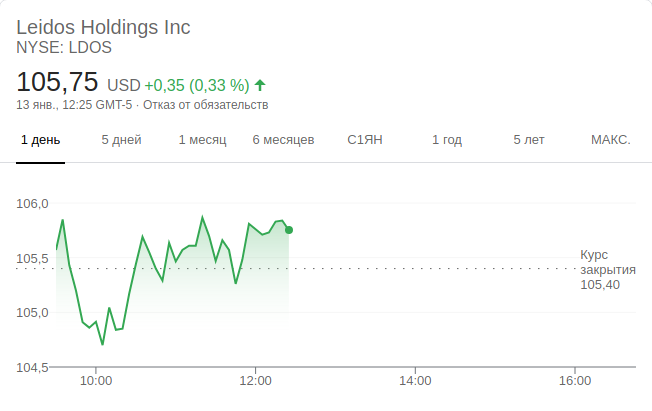 Leidos Holdings Inc
NYSE: LDOS
105,75 USD +0,35 (0,33 %)
13 янв., 12:25 GMT-5 · Отказ от обязательств
1 день 5 дней 1 месяц 6 месяцев С1ЯН 1 год 5 лет МАКС.
106,0
105,5
Курс
закрытия
105,40
105,0
104,5
10:00 12:00 14:00 16:00